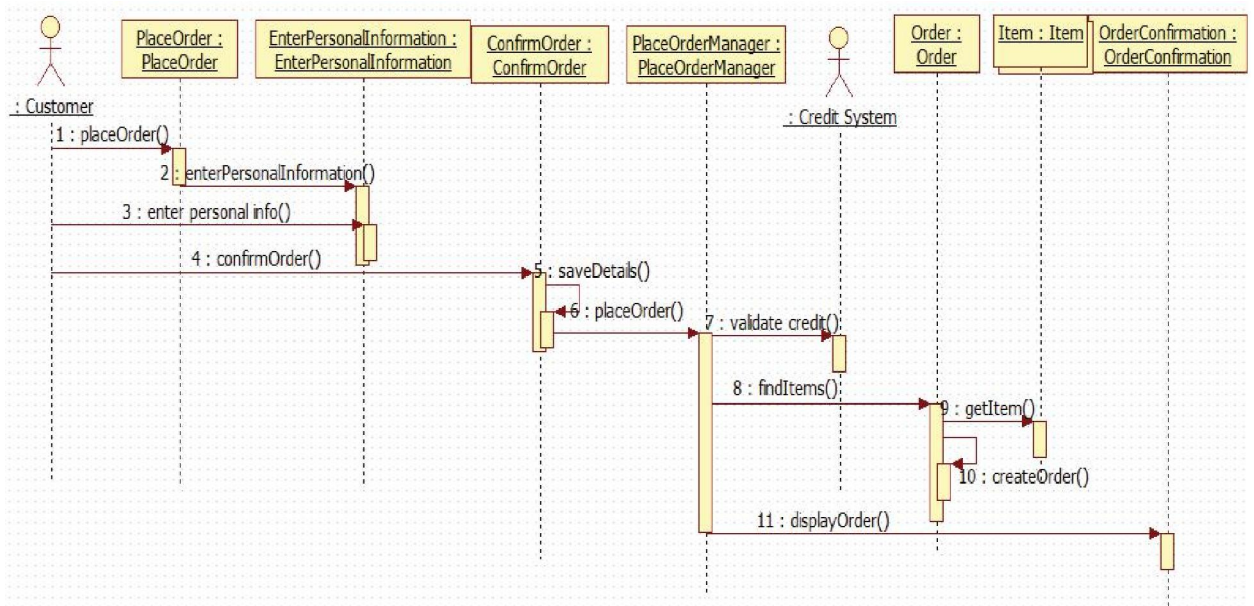 PlaceOrder :
PlaceOrder
EnterPersonalInformation :
EnterPersonalInformation
ConfirmOrder :
ConfirmOrder
PlaceOrderManager :
PlaceOrderManager
Order :
Order
Item : Item
OrderConfirmation :
OrderConfirmation
: Customer
: Credit System
1 : placeOrder()
2 : enterPersonalInformation()
3 : enter personal info()
4 : confirmOrder()
5 : saveDetails()
6 : placeOrder()
7 : validate credit()
8 : findItems()
9 : getItem()
10 : createOrder()
11 : displayOrder()